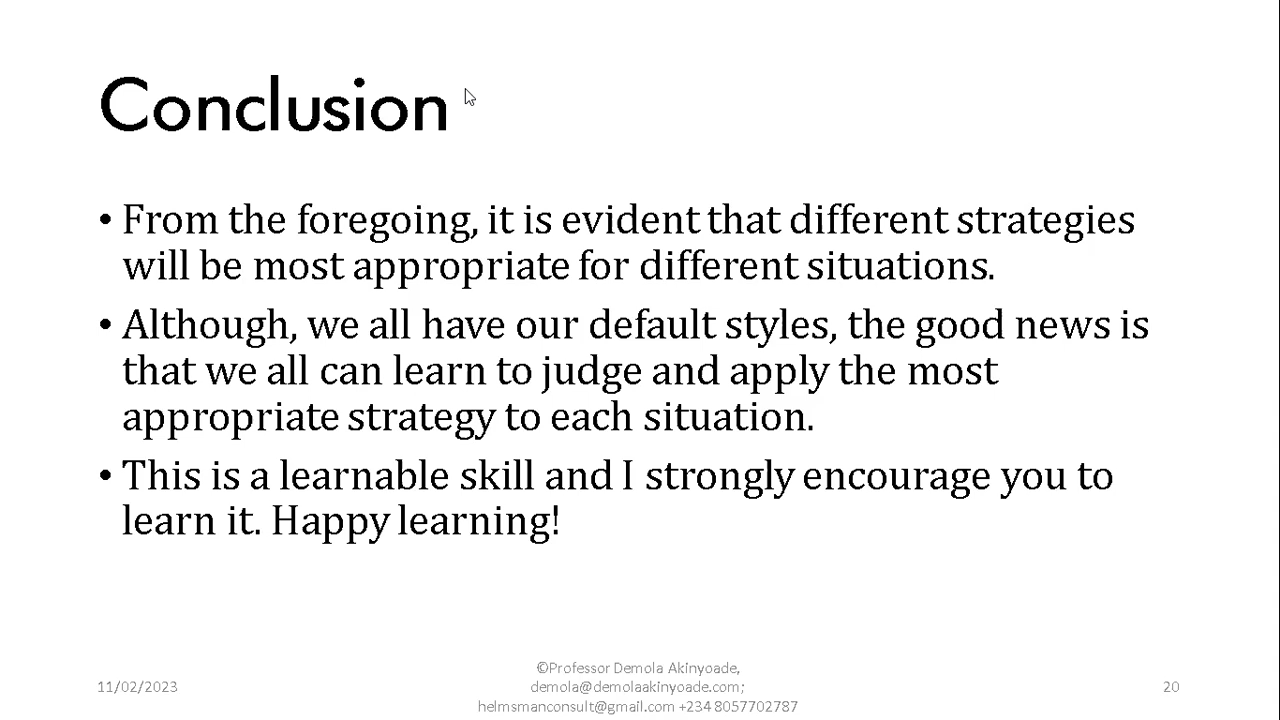 Conclusion
• From the foregoing, it is evident that different strategies
will be most appropriate for different situations.
• Although, we all have our default styles, the good news is
that we all can learn to judge and apply the most
appropriate strategy to each situation.
• This is a learnable skill and I strongly encourage you to
learn it. Happy learning!
11/02/2023
©Professor Demola Akinyoade,
demola@demolaakinyoade.com;
helmsmanconsult@gmail.com +234 8057702787
20